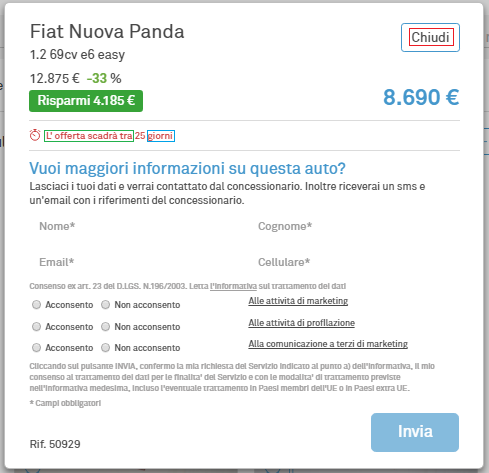 Fiat Nuova Panda
Chiudi
1.2 69cv e6 easy
12.875 € -33 %
Risparmi 4.185 €
8.690 €
L' offerta scadrà tra 25 giorni
Vuoi maggiori informazioni su questa auto?
Lasciaci i tuoi dati e verrai contattato dal concessionario. Inoltre riceverai un sms e
un'email con i riferimenti del concessionario.
Nome* Cognome*
Email* Cellulare*
Consenso ex art. 23 del D.LGS. N.196/2003. Letta l'informativa sul trattamento dei dati
Acconsento Non acconsento Alle attività di marketing
Acconsento Non acconsento Alle attività di profilazione
Acconsento Non acconsento Alla comunicazione a terzi di marketing
Cliccando sul pulsante INVIA, confermo la mia richiesta del Servizio indicato al punto a) dell'informativa, il mio
consenso al trattamento dei dati per le finalita' del Servizio e con le modalita' di trattamento previste
nell'informativa medesima, incluso l'eventuale trattamento in Paesi membri dell'UE o in Paesi extra UE.
* Campi obbligatori
Invia
Rif. 50929